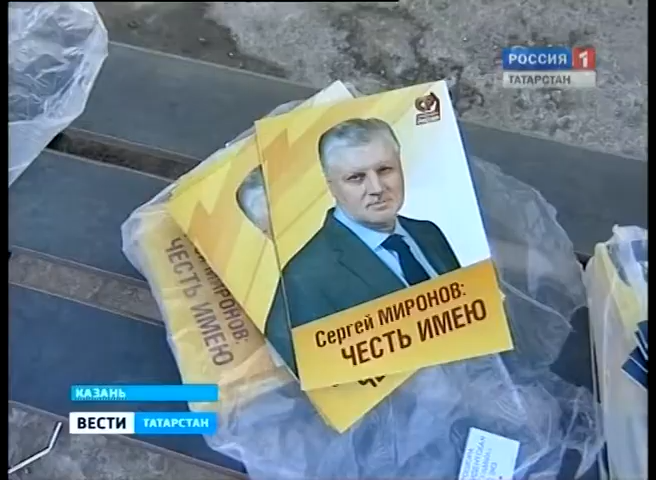 РОССИЯ 1
ТАТАРСТАН
Сергей МИРОНОВ:
ЧЕСТЬ ИМЕЮ
МИРОНОВ:
ЧЕСТЬ ИМЕЮ
КАЗАНЬ
ВЕСТИ ТАТАРСТАН